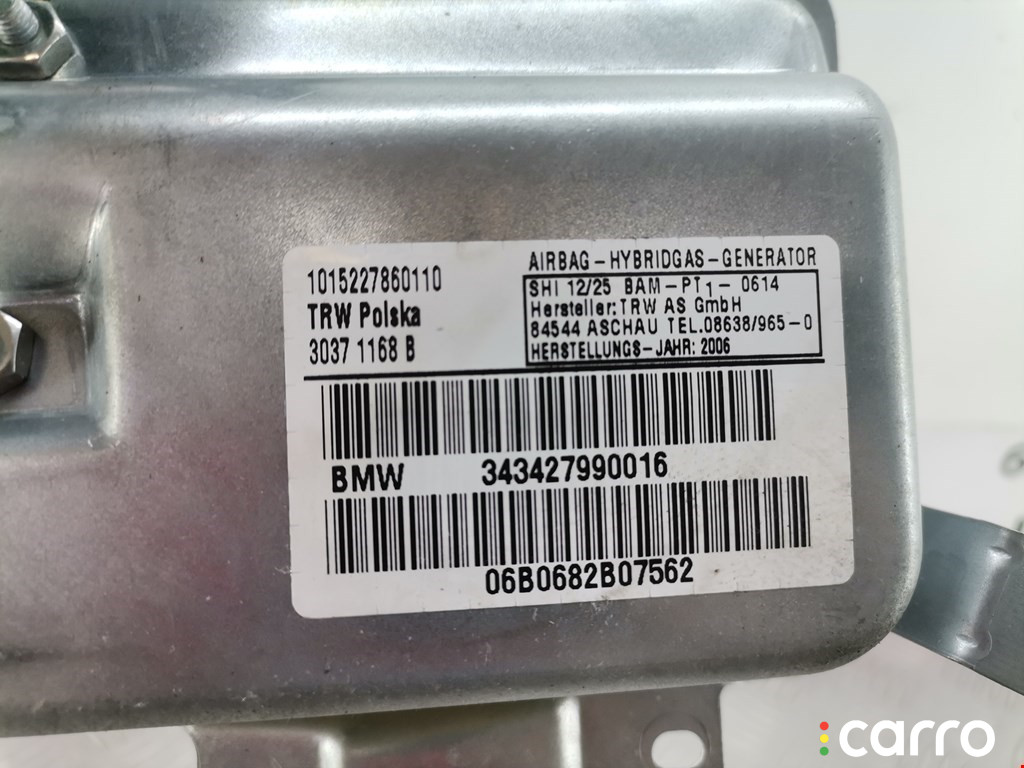 1015227860110
TRW Polska
3037 1168 B
AIRBAG-HYBRIDGAS-GENERATOR
SHI 12/25 BAM-PT1- 0614
Hersteller: TRW AS GmbH
84544 ASCHAU TEL.08638/965-0
HERSTELLUNGS-JAHR: 2006
BMW 343427990016
06B0682B07562
carro